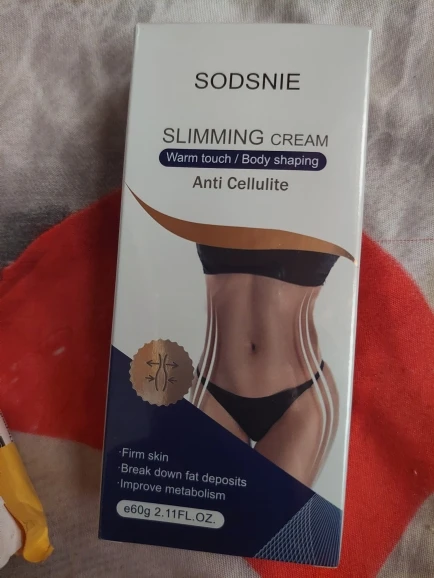 SODSNIE
SLIMMING CREAM
Warm touch / Body shaping
Anti Cellulite
·Firm skin
·Break down fat deposits
·Improve metabolism
e60g 2.11FL.OZ.